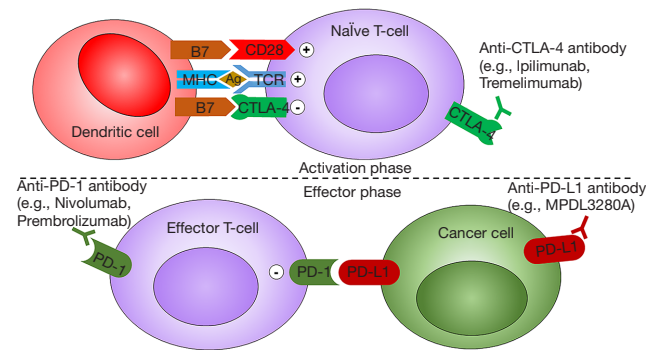 B7 CD28 +
MHC Ag TCR +
B7 CTLA-4 -
Dendritic cell
NaÏve T-cell
Anti-CTLA-4 antibody
(e.g., Ipilimunab,
Tremelimumab)
CTLA-4
Activation phase
Effector phase
Anti-PD-1 antibody
(e.g., Nivolumab,
Prembrolizumab)
PD-1
Effector T-cell
- PD-1 PD-L1
Cancer cell
Anti-PD-L1 antibody
(e.g., MPDL3280A)
PD-L1